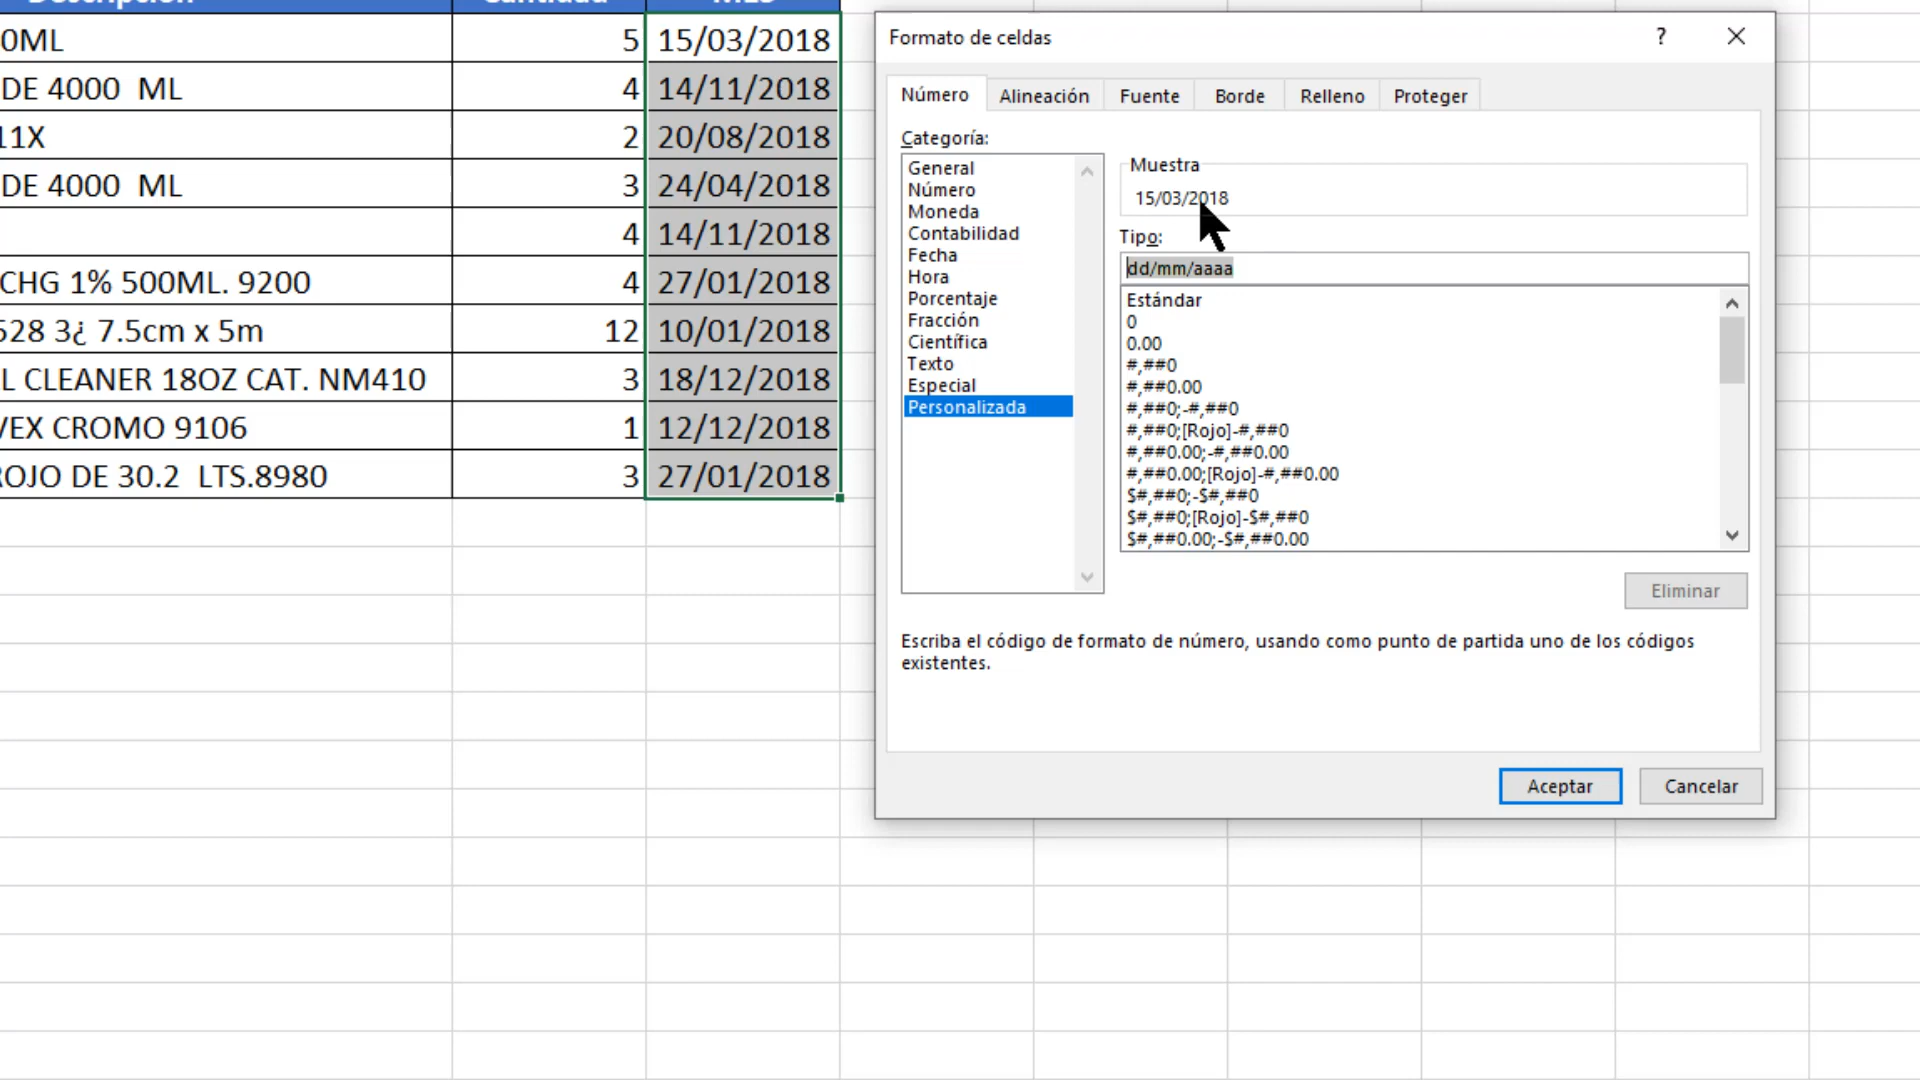 Descripción Cantidad MES
0ML 5 15/03/2018
DE 4000 ML 4 14/11/2018
11X 2 20/08/2018
DE 4000 ML 3 24/04/2018
4 14/11/2018
CHG 1% 500ML. 9200 4 27/01/2018
528 3¿ 7.5cm x 5m 12 10/01/2018
L CLEANER 18OZ CAT. NM410 3 18/12/2018
VEX CROMO 9106 1 12/12/2018
ROJO DE 30.2 LTS.8980 3 27/01/2018
Formato de celdas ?
Número Alineación Fuente Borde Relleno Proteger
Categoría:
General
Número
Moneda
Contabilidad
Fecha
Hora
Porcentaje
Fracción
Científica
Texto
Especial
Personalizada
Muestra
15/03/2018
Tipo:
dd/mm/aaaa
Estándar
0
0.00
#,##0
#,##0.00
#,##0;-#,##0
#,##0;[Rojo]-#,##0
#,##0.00;-#,##0.00
#,##0.00;[Rojo]-#,##0.00
$#,##0;-$#,##0
$#,##0;[Rojo]-$#,##0
$#,##0.00;-$#,##0.00
Eliminar
Escriba el código de formato de número, usando como punto de partida uno de los códigos
existentes.
Aceptar Cancelar